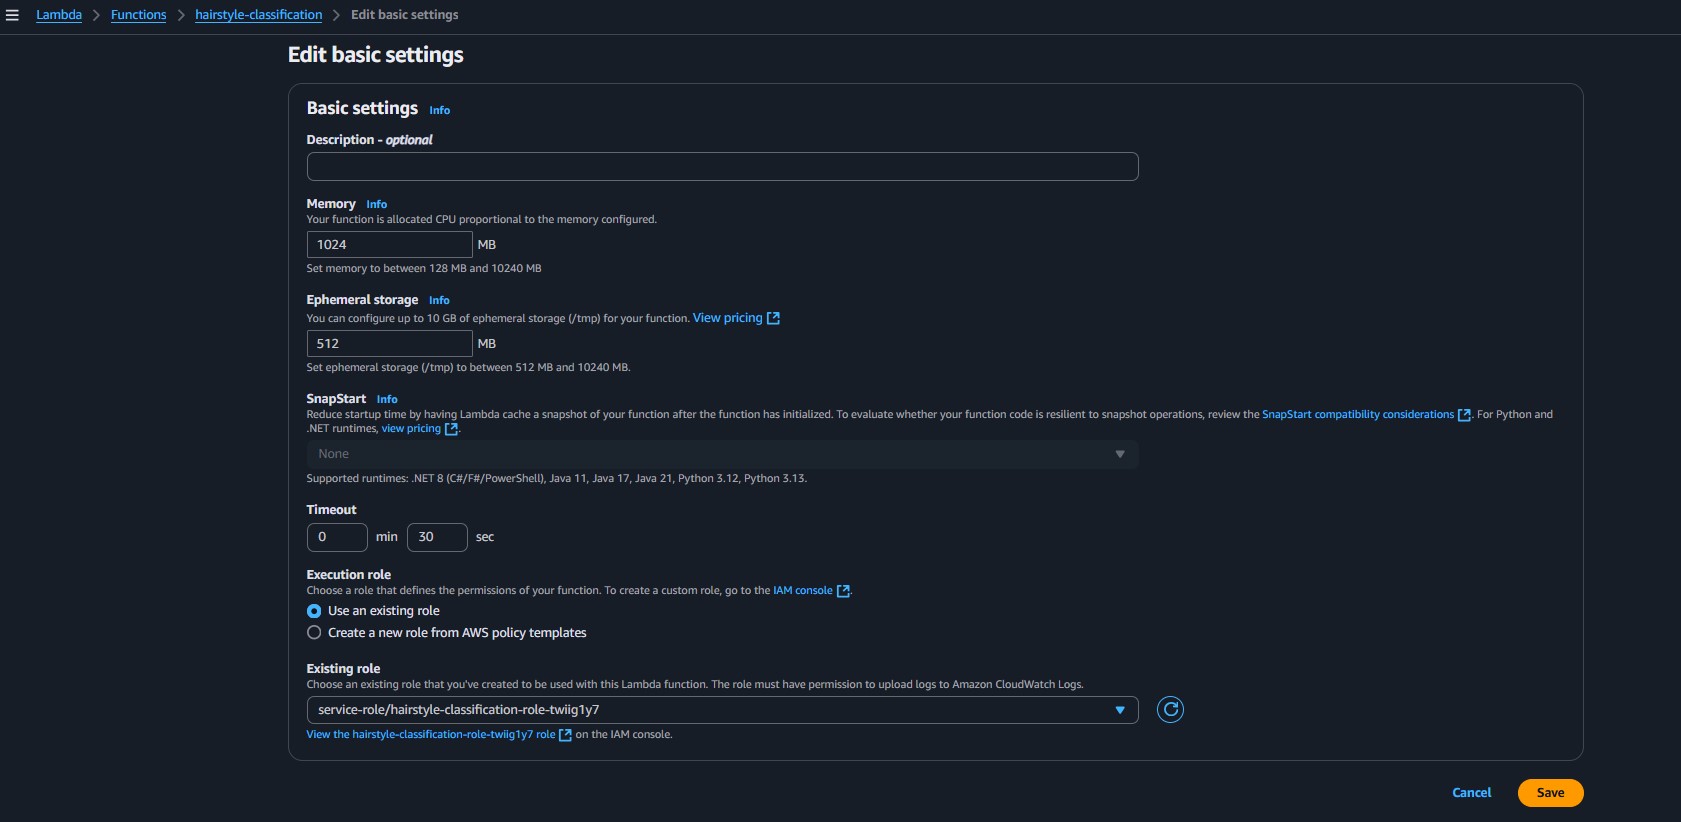 Lambda > Functions > hairstyle-classification > Edit basic settings
Edit basic settings
Basic settings Info
Description - optional
Memory Info
Your function is allocated CPU proportional to the memory configured.
1024 MB
Set memory to between 128 MB and 10240 MB
Ephemeral storage Info
You can configure up to 10 GB of ephemeral storage (/tmp) for your function. View pricing
512 MB
Set ephemeral storage (/tmp) to between 512 MB and 10240 MB.
SnapStart Info
Reduce startup time by having Lambda cache a snapshot of your function after the function has initialized. To evaluate whether your function code is resilient to snapshot operations, review the SnapStart compatibility considerations . For Python and
.NET runtimes, view pricing .
None
Supported runtimes: .NET 8 (C#/F#/PowerShell), Java 11, Java 17, Java 21, Python 3.12, Python 3.13.
Timeout
0 min 30 sec
Execution role
Choose a role that defines the permissions of your function. To create a custom role, go to the IAM console .
Use an existing role
Create a new role from AWS policy templates
Existing role
Choose an existing role that you've created to be used with this Lambda function. The role must have permission to upload logs to Amazon CloudWatch Logs.
service-role/hairstyle-classification-role-twiig1y7
View the hairstyle-classification-role-twiig1y7 role on the IAM console.
Cancel Save